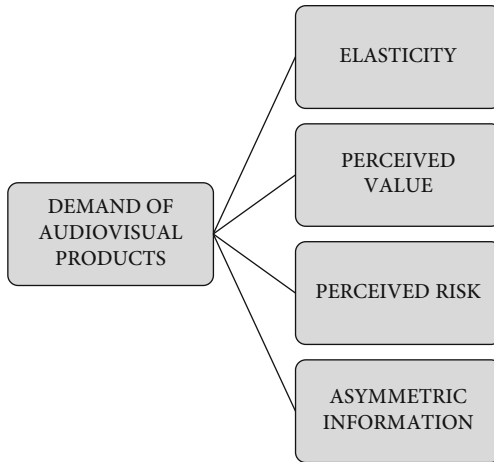 DEMAND OF
AUDIOVISUAL
PRODUCTS
ELASTICITY
PERCEIVED
VALUE
PERCEIVED RISK
ASYMMETRIC
INFORMATION